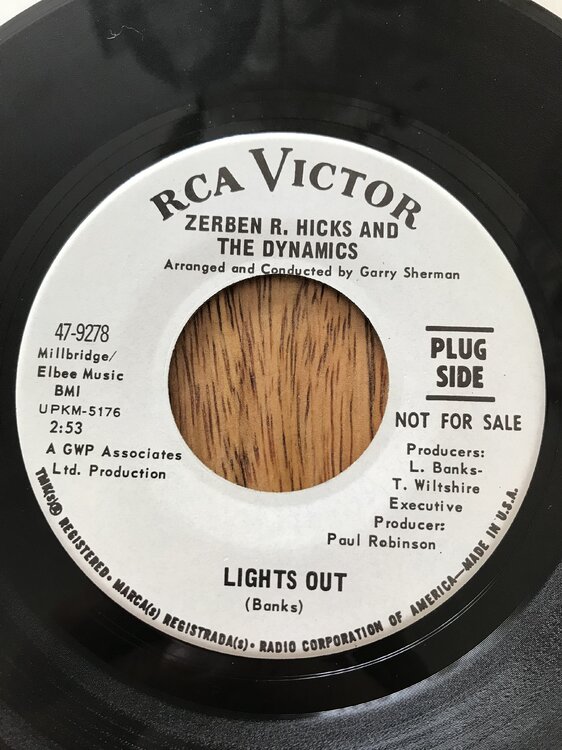 RCA VICTOR
ZERBEN R. HICKS AND
THE DYNAMICS
Arranged and Conducted by Garry Sherman
47-9278
Millbridge/
Elbee Music
BMI
UPKM-5176
2:53
A GWP Associates
Ltd. Production
PLUG
SIDE
NOT FOR SALE
Producers:
L. Banks-
T. Wiltshire
Executive
Producer:
Paul Robinson
LIGHTS OUT
(Banks)
TMK(s) ® REGISTERED • MARCA(s) REGISTRADA(s) • RADIO CORPORATION OF AMERICA—MADE IN U.S.A.